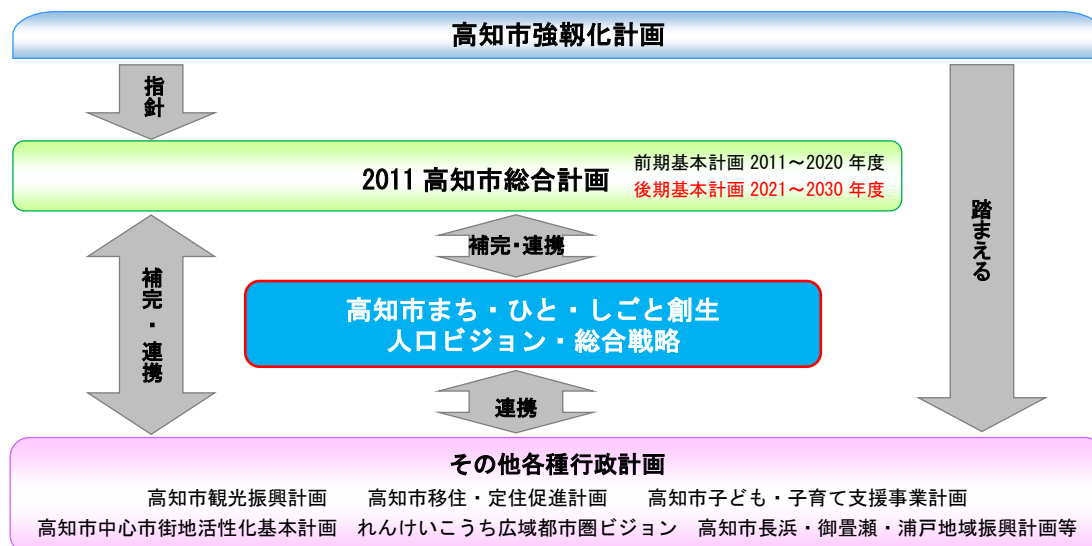 高知市強靱化計画
指針
2011 高知市総合計画
前期基本計画 2011～2020 年度
後期基本計画 2021～2030 年度
踏まえる
補完・連携
補完・連携
高知市まち・ひと・しごと創生
人口ビジョン・総合戦略
連携
その他各種行政計画
高知市観光振興計画 高知市移住・定住促進計画 高知市子ども・子育て支援事業計画
高知市中心市街地活性化基本計画 れんけいこうち広域都市圏ビジョン 高知市長浜・御畳瀬・浦戸地域振興計画等